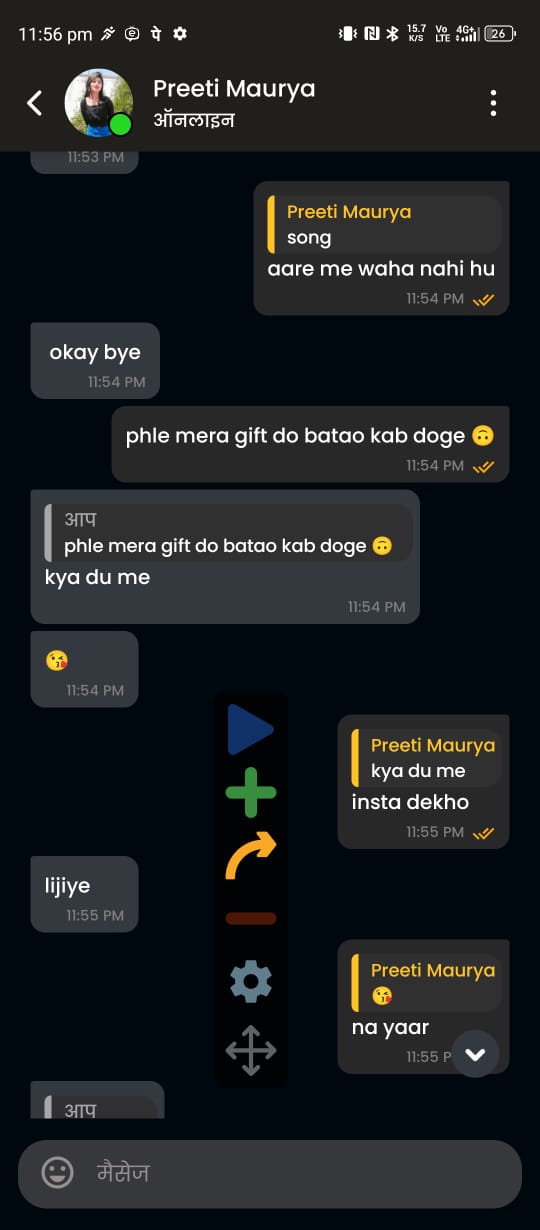 11:56 pm
15.7 K/S
Vo LTE
4G+
26
Preeti Maurya
ऑनलाइन
11:53 PM
Preeti Maurya
song
aare me waha nahi hu
11:54 PM
okay bye
11:54 PM
phle mera gift do batao kab doge 🙃
11:54 PM
आप
phle mera gift do batao kab doge 🙃
kya du me
11:54 PM
😘
11:54 PM
Preeti Maurya
kya du me
insta dekho
11:55 PM
lijiye
11:55 PM
Preeti Maurya
😘
na yaar
11:55 P
आप
मैसेज